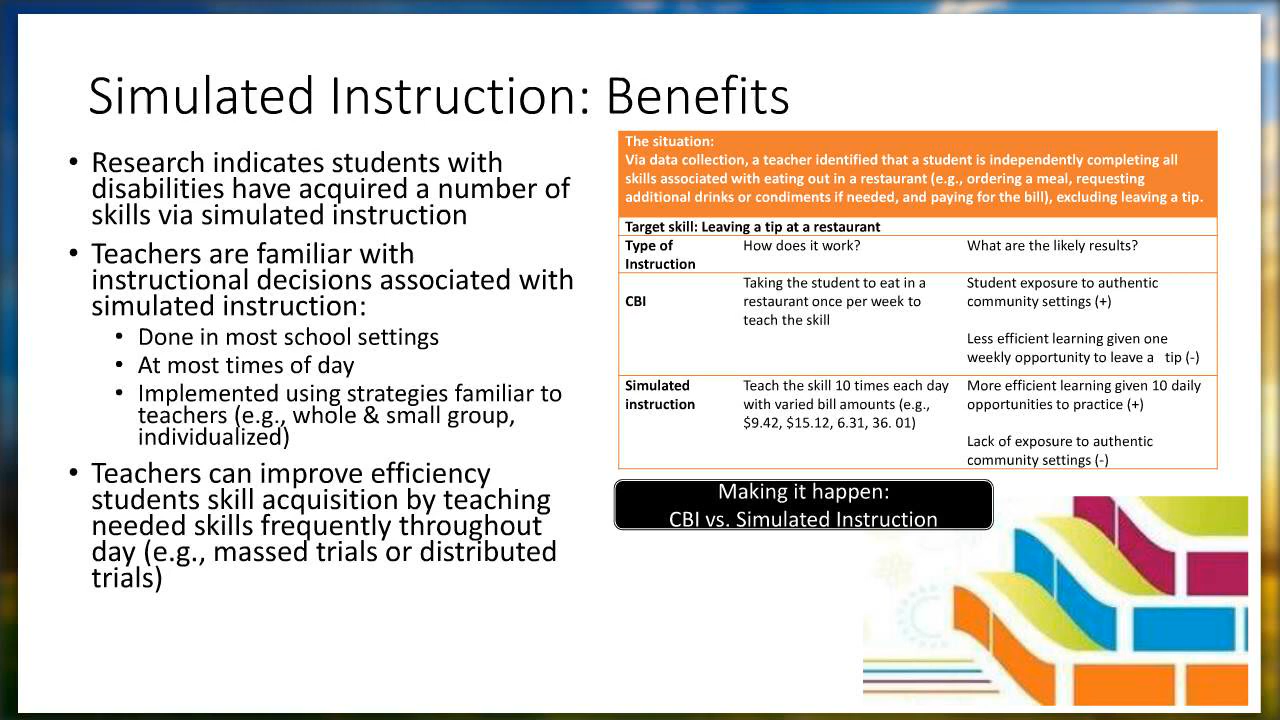 Simulated Instruction: Benefits
• Research indicates students with
disabilities have acquired a number of
skills via simulated instruction
• Teachers are familiar with
instructional decisions associated with
simulated instruction:
• Done in most school settings
• At most times of day
• Implemented using strategies familiar to
teachers (e.g., whole & small group,
individualized)
• Teachers can improve efficiency
students skill acquisition by teaching
needed skills frequently throughout
day (e.g., massed trials or distributed
trials)
The situation:
Via data collection, a teacher identified that a student is independently completing all
skills associated with eating out in a restaurant (e.g., ordering a meal, requesting
additional drinks or condiments if needed, and paying for the bill), excluding leaving a tip.
Target skill: Leaving a tip at a restaurant
Type of
Instruction
How does it work?
What are the likely results?
CBI
Taking the student to eat in a
restaurant once per week to
teach the skill
Student exposure to authentic
community settings (+)
Less efficient learning given one
weekly opportunity to leave a tip (-)
Simulated
instruction
Teach the skill 10 times each day
with varied bill amounts (e.g.,
$9.42, $15.12, 6.31, 36. 01)
More efficient learning given 10 daily
opportunities to practice (+)
Lack of exposure to authentic
community settings (-)
Making it happen:
CBI vs. Simulated Instruction